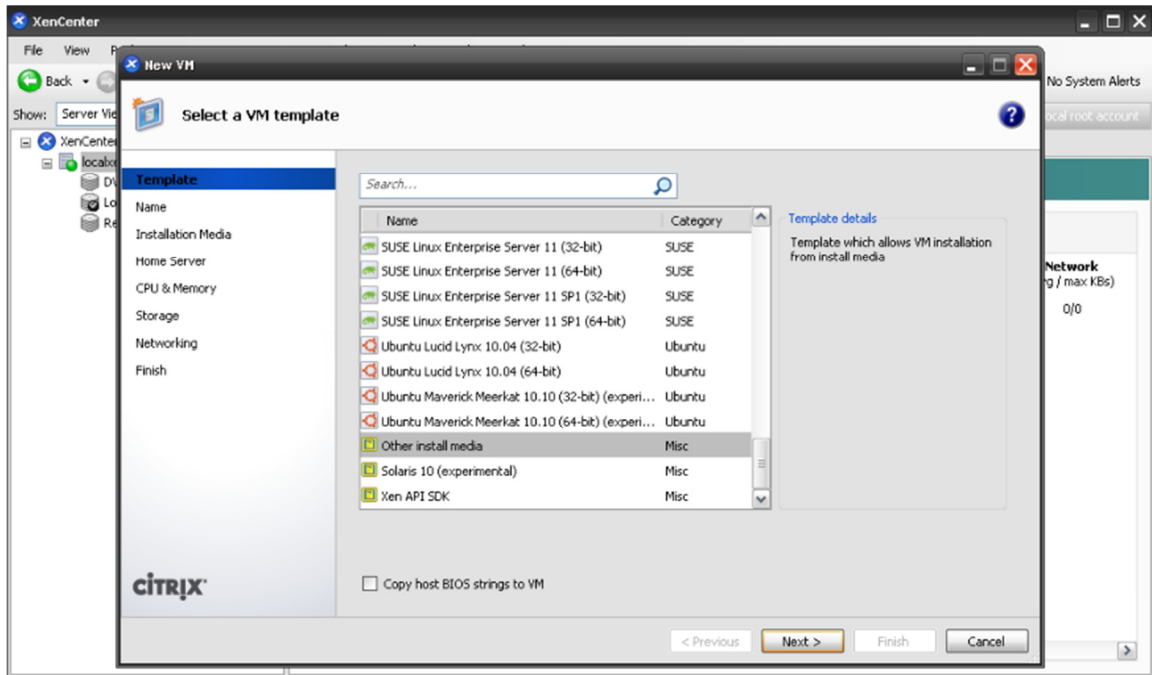 XenCenter
File View
Back
No System Alerts
Show: Server Vie
ocal root account
XenCenter
localxe
DV
Lo
Re
New VM
Select a VM template
Template
Name
Installation Media
Home Server
CPU & Memory
Storage
Networking
Finish
CITRIX
Search...
Name Category
SUSE Linux Enterprise Server 11 (32-bit) SUSE
SUSE Linux Enterprise Server 11 (64-bit) SUSE
SUSE Linux Enterprise Server 11 SP1 (32-bit) SUSE
SUSE Linux Enterprise Server 11 SP1 (64-bit) SUSE
Ubuntu Lucid Lynx 10.04 (32-bit) Ubuntu
Ubuntu Lucid Lynx 10.04 (64-bit) Ubuntu
Ubuntu Maverick Meerkat 10.10 (32-bit) (experi... Ubuntu
Ubuntu Maverick Meerkat 10.10 (64-bit) (experi... Ubuntu
Other install media Misc
Solaris 10 (experimental) Misc
Xen API SDK Misc
Template details
Template which allows VM installation
from install media
Copy host BIOS strings to VM
< Previous Next > Finish Cancel
Network
g / max KBs)
0/0